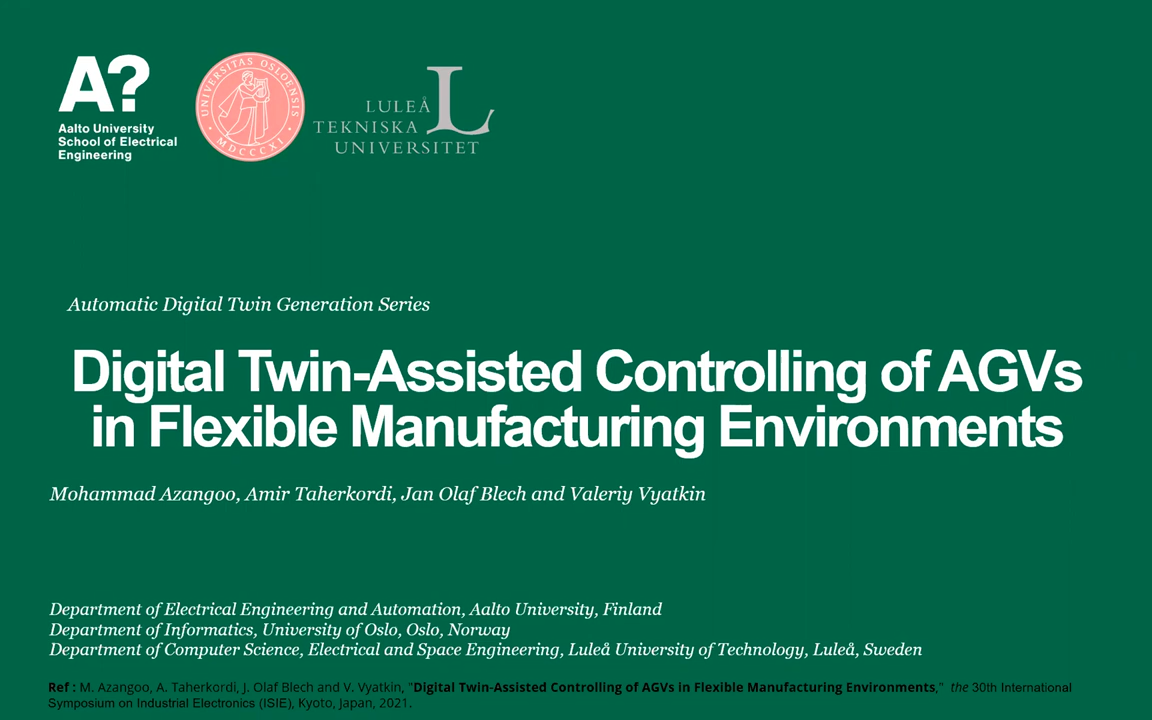 A?
Aalto University
School of Electrical
Engineering
UNIVERSITAS OSLOENSIS
MDCCCXI
L
LULEÅ
TEKNISKA
UNIVERSITET
Automatic Digital Twin Generation Series
Digital Twin-Assisted Controlling of AGVs
in Flexible Manufacturing Environments
Mohammad Azangoo, Amir Taherkordi, Jan Olaf Blech and Valeriy Vyatkin
Department of Electrical Engineering and Automation, Aalto University, Finland
Department of Informatics, University of Oslo, Oslo, Norway
Department of Computer Science, Electrical and Space Engineering, Luleå University of Technology, Luleå, Sweden
Ref : M. Azangoo, A. Taherkordi, J. Olaf Blech and V. Vyatkin, "Digital Twin-Assisted Controlling of AGVs in Flexible Manufacturing Environments," the 30th International
Symposium on Industrial Electronics (ISIE), Kyoto, Japan, 2021.